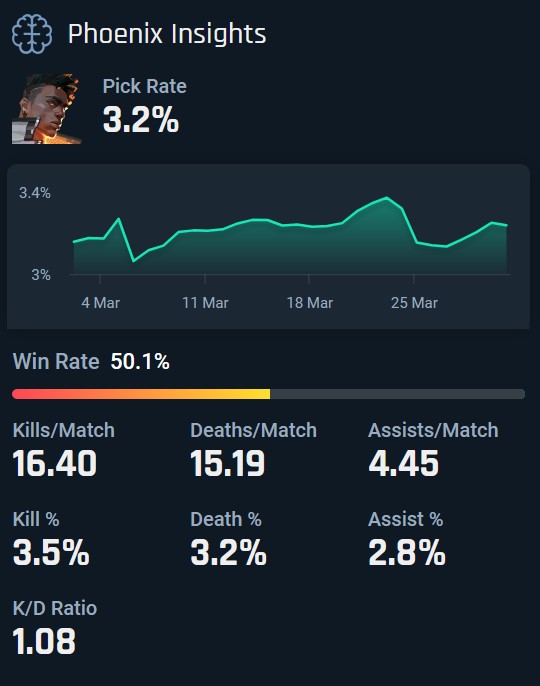 Phoenix Insights
Pick Rate
3.2%
3.4%
3%
4 Mar 11 Mar 18 Mar 25 Mar
Win Rate 50.1%
Kills/Match Deaths/Match Assists/Match
16.40 15.19 4.45
Kill % Death % Assist %
3.5% 3.2% 2.8%
K/D Ratio
1.08